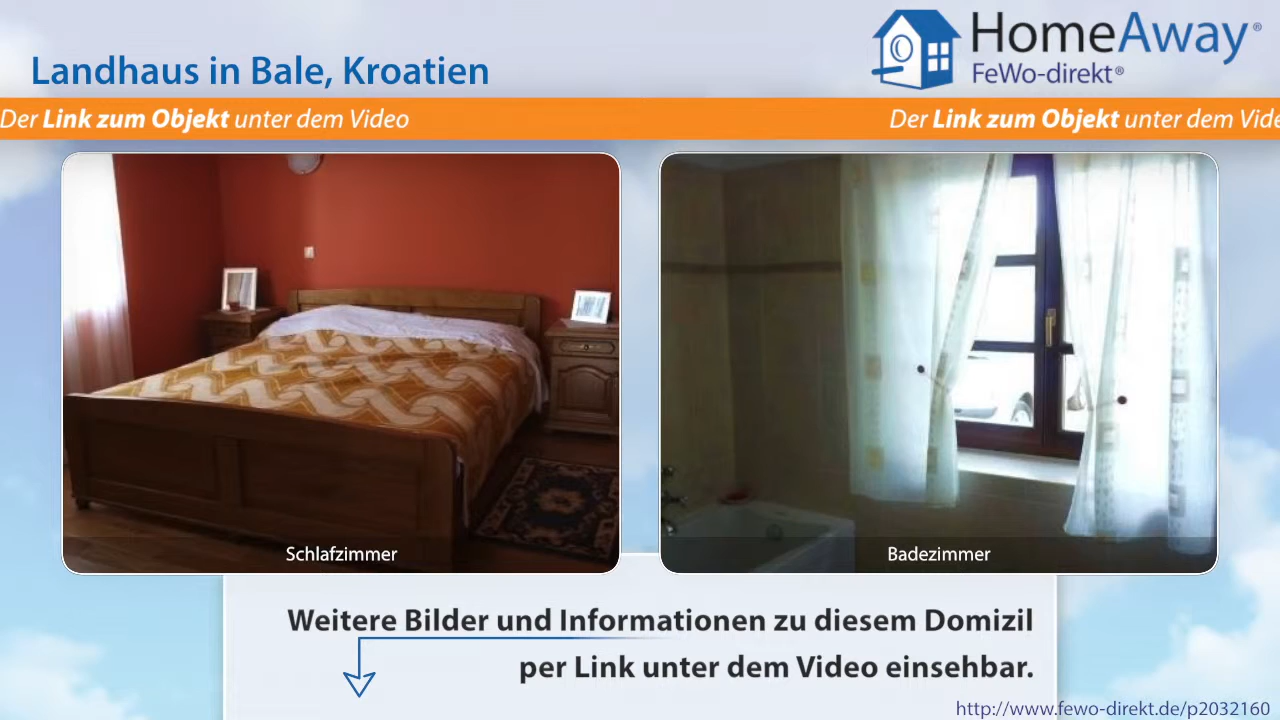 HomeAway®
FeWo-direkt®
Landhaus in Bale, Kroatien
Der Link zum Objekt unter dem Video
Der Link zum Objekt unter dem Vide
Schlafzimmer
Badezimmer
Weitere Bilder und Informationen zu diesem Domizil
per Link unter dem Video einsehbar.
http://www.fewo-direkt.de/p2032160